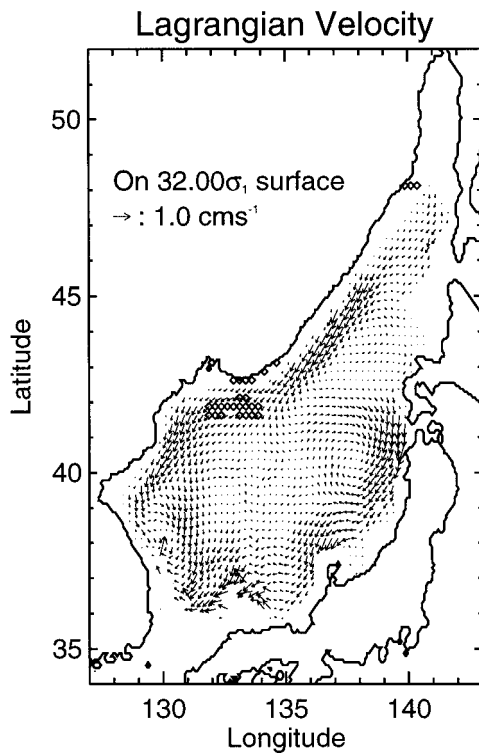 Lagrangian Velocity
On 32.00σ₁ surface
→ : 1.0 cms⁻¹
50
45
40
35
Latitude
130
135
140
Longitude